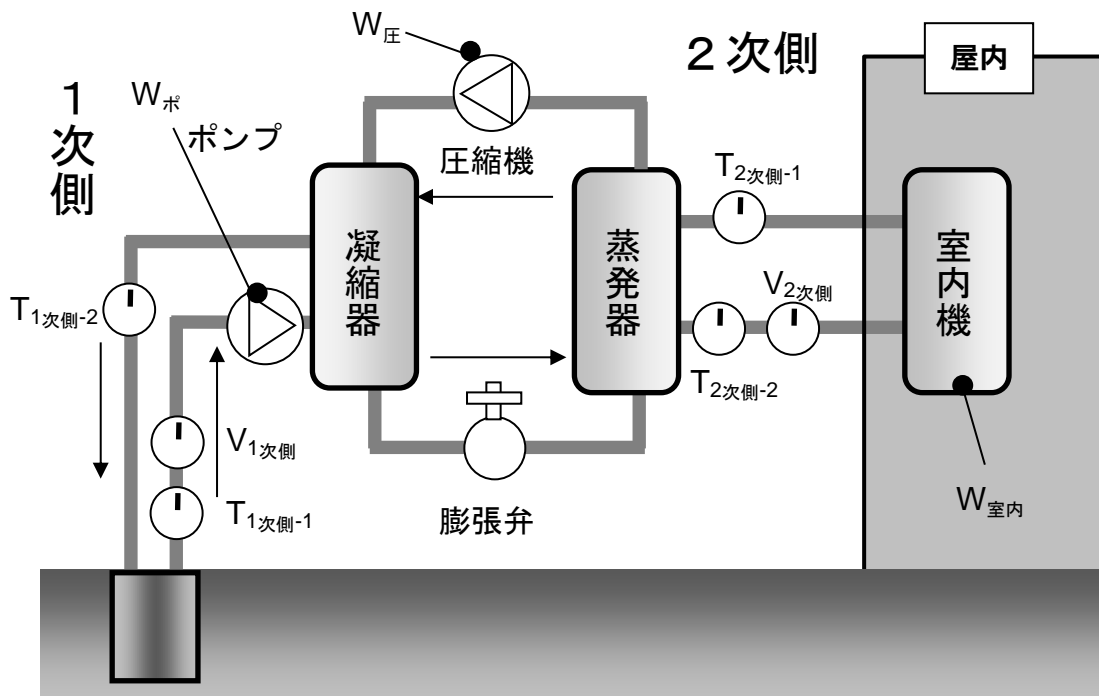 W圧
2次側
屋内
1次側
Wポ
ポンプ
圧縮機
T2次側-1
凝縮器
蒸発器
室内機
T1次側-2
V2次側
T2次側-2
V1次側
T1次側-1
膨張弁
W室内